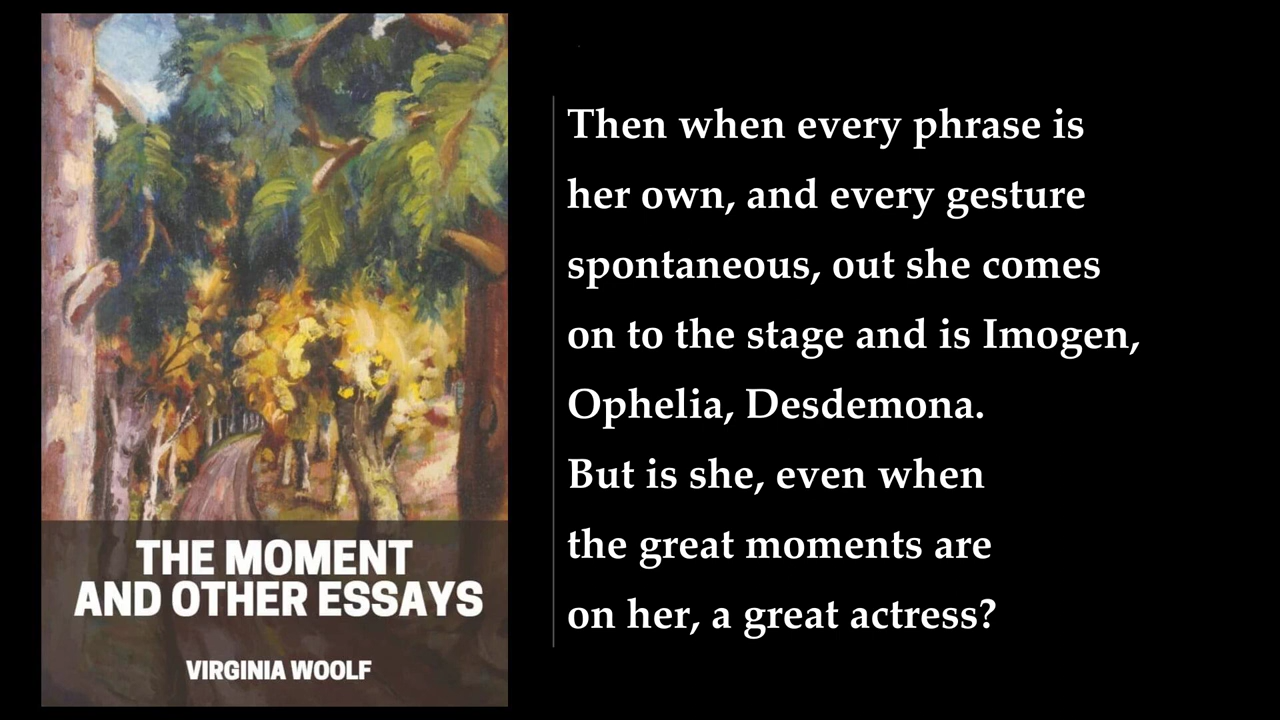 THE MOMENT
AND OTHER ESSAYS
VIRGINIA WOOLF
Then when every phrase is
her own, and every gesture
spontaneous, out she comes
on to the stage and is Imogen,
Ophelia, Desdemona.
But is she, even when
the great moments are
on her, a great actress?